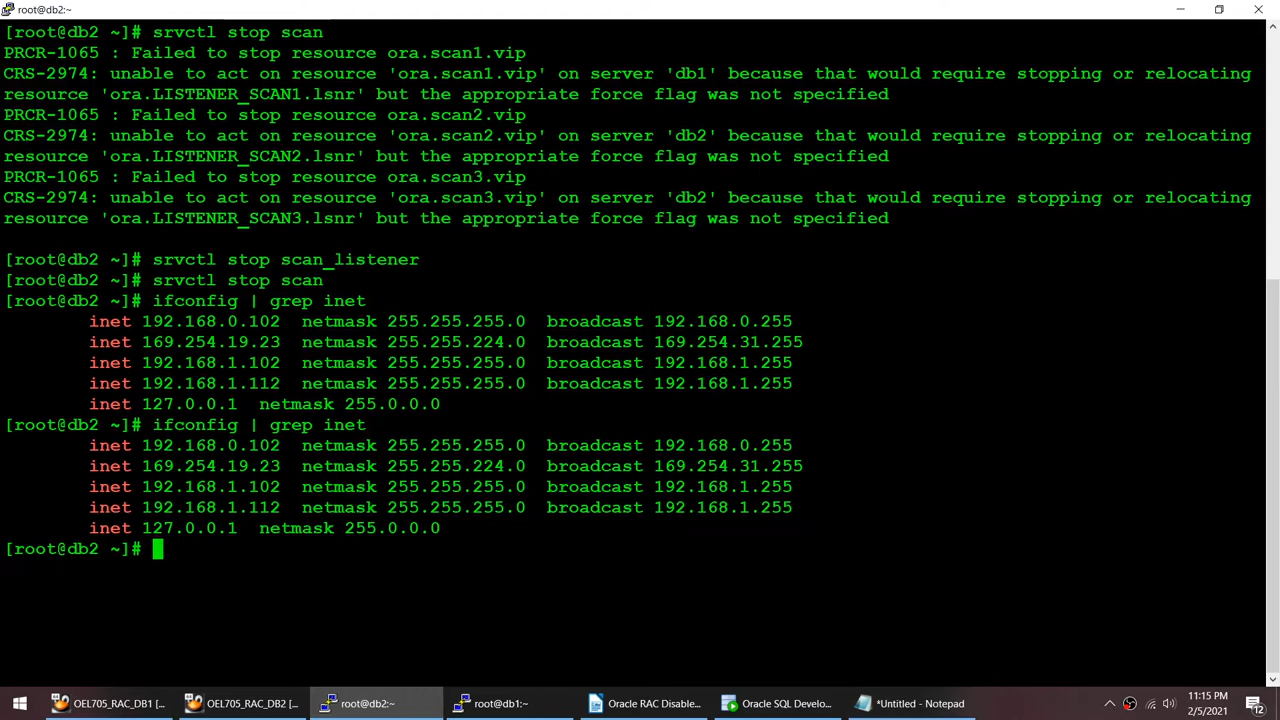 root@db2:~
[root@db2 ~]# srvctl stop scan
PRCR-1065 : Failed to stop resource ora.scan1.vip
CRS-2974: unable to act on resource 'ora.scan1.vip' on server 'db1' because that would require stopping or relocating
resource 'ora.LISTENER_SCAN1.lsnr' but the appropriate force flag was not specified
PRCR-1065 : Failed to stop resource ora.scan2.vip
CRS-2974: unable to act on resource 'ora.scan2.vip' on server 'db2' because that would require stopping or relocating
resource 'ora.LISTENER_SCAN2.lsnr' but the appropriate force flag was not specified
PRCR-1065 : Failed to stop resource ora.scan3.vip
CRS-2974: unable to act on resource 'ora.scan3.vip' on server 'db2' because that would require stopping or relocating
resource 'ora.LISTENER_SCAN3.lsnr' but the appropriate force flag was not specified
[root@db2 ~]# srvctl stop scan_listener
[root@db2 ~]# srvctl stop scan
[root@db2 ~]# ifconfig | grep inet
inet 192.168.0.102 netmask 255.255.255.0 broadcast 192.168.0.255
inet 169.254.19.23 netmask 255.255.224.0 broadcast 169.254.31.255
inet 192.168.1.102 netmask 255.255.255.0 broadcast 192.168.1.255
inet 192.168.1.112 netmask 255.255.255.0 broadcast 192.168.1.255
inet 127.0.0.1 netmask 255.0.0.0
[root@db2 ~]# ifconfig | grep inet
inet 192.168.0.102 netmask 255.255.255.0 broadcast 192.168.0.255
inet 169.254.19.23 netmask 255.255.224.0 broadcast 169.254.31.255
inet 192.168.1.102 netmask 255.255.255.0 broadcast 192.168.1.255
inet 192.168.1.112 netmask 255.255.255.0 broadcast 192.168.1.255
inet 127.0.0.1 netmask 255.0.0.0
[root@db2 ~]#
OEL705_RAC_DB1 [... OEL705_RAC_DB2 [... root@db2:~ root@db1:~ Oracle RAC Disable... Oracle SQL Develo... *Untitled - Notepad
11:15 PM
2/5/2021
12